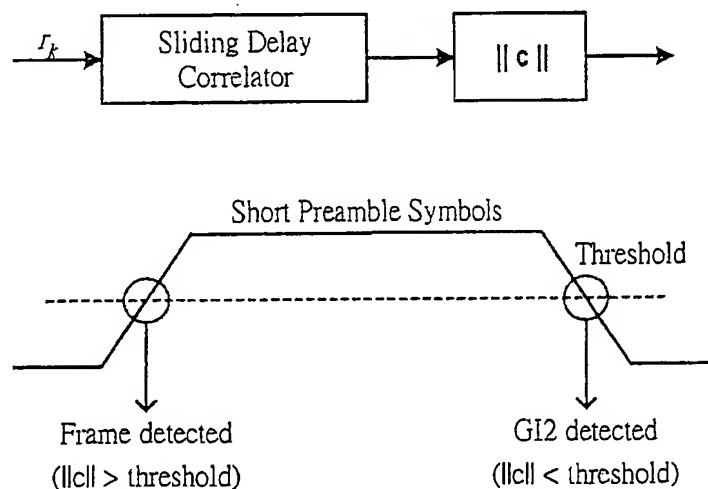 r_k
Sliding Delay
Correlator
|| c ||
Short Preamble Symbols
Threshold
Frame detected
(||c|| > threshold)
GI2 detected
(||c|| < threshold)